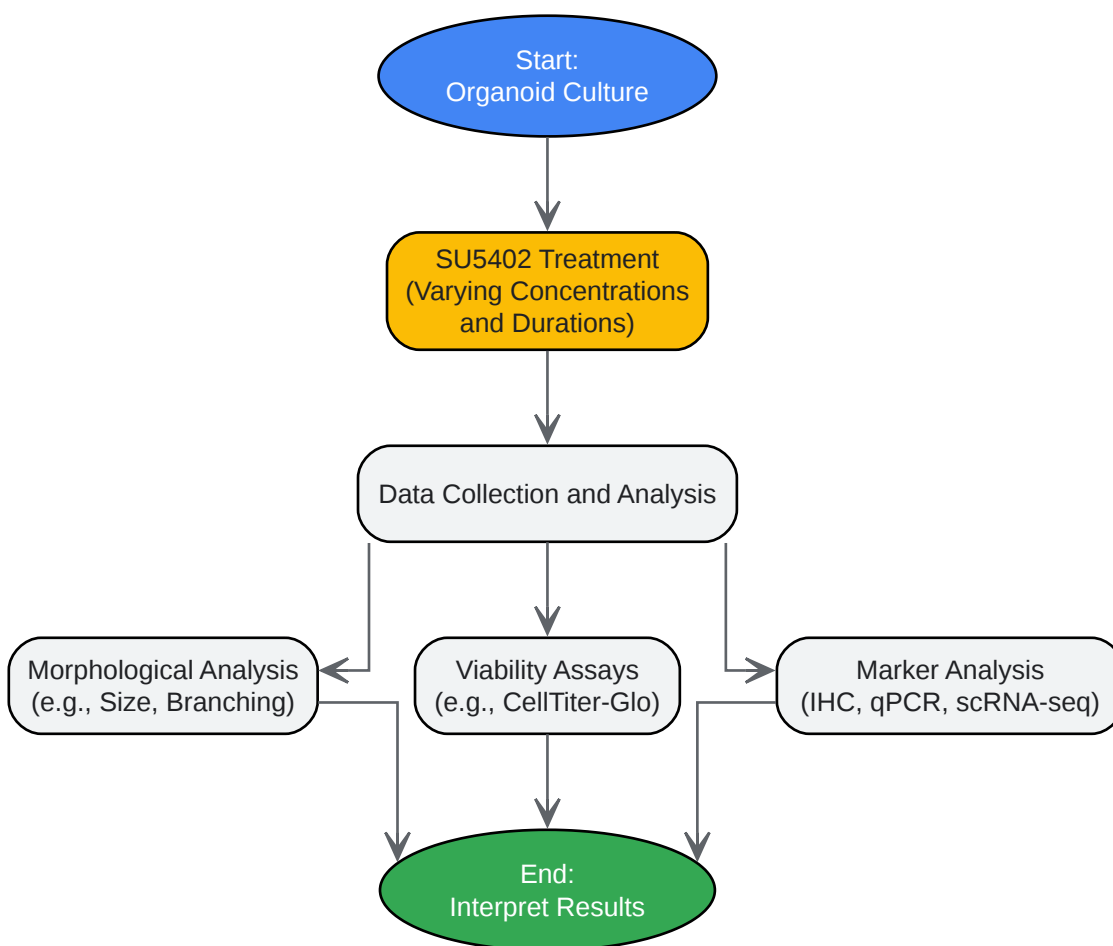 Start:
Organoid Culture
SU5402 Treatment
(Varying Concentrations
and Durations)
Data Collection and Analysis
Morphological Analysis
(e.g., Size, Branching)
Viability Assays
(e.g., CellTiter-Glo)
Marker Analysis
(IHC, qPCR, scRNA-seq)
End:
Interpret Results